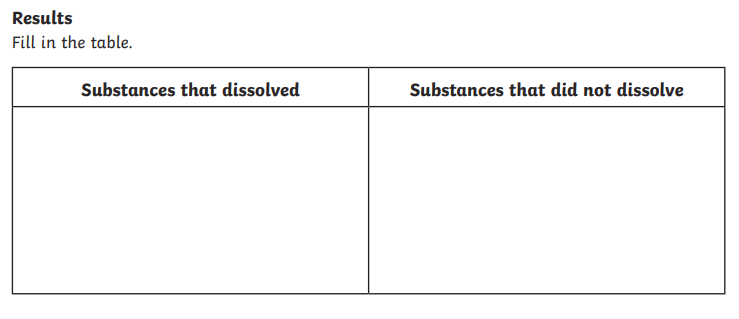 Results
Fill in the table.
Substances that dissolved
Substances that did not dissolve